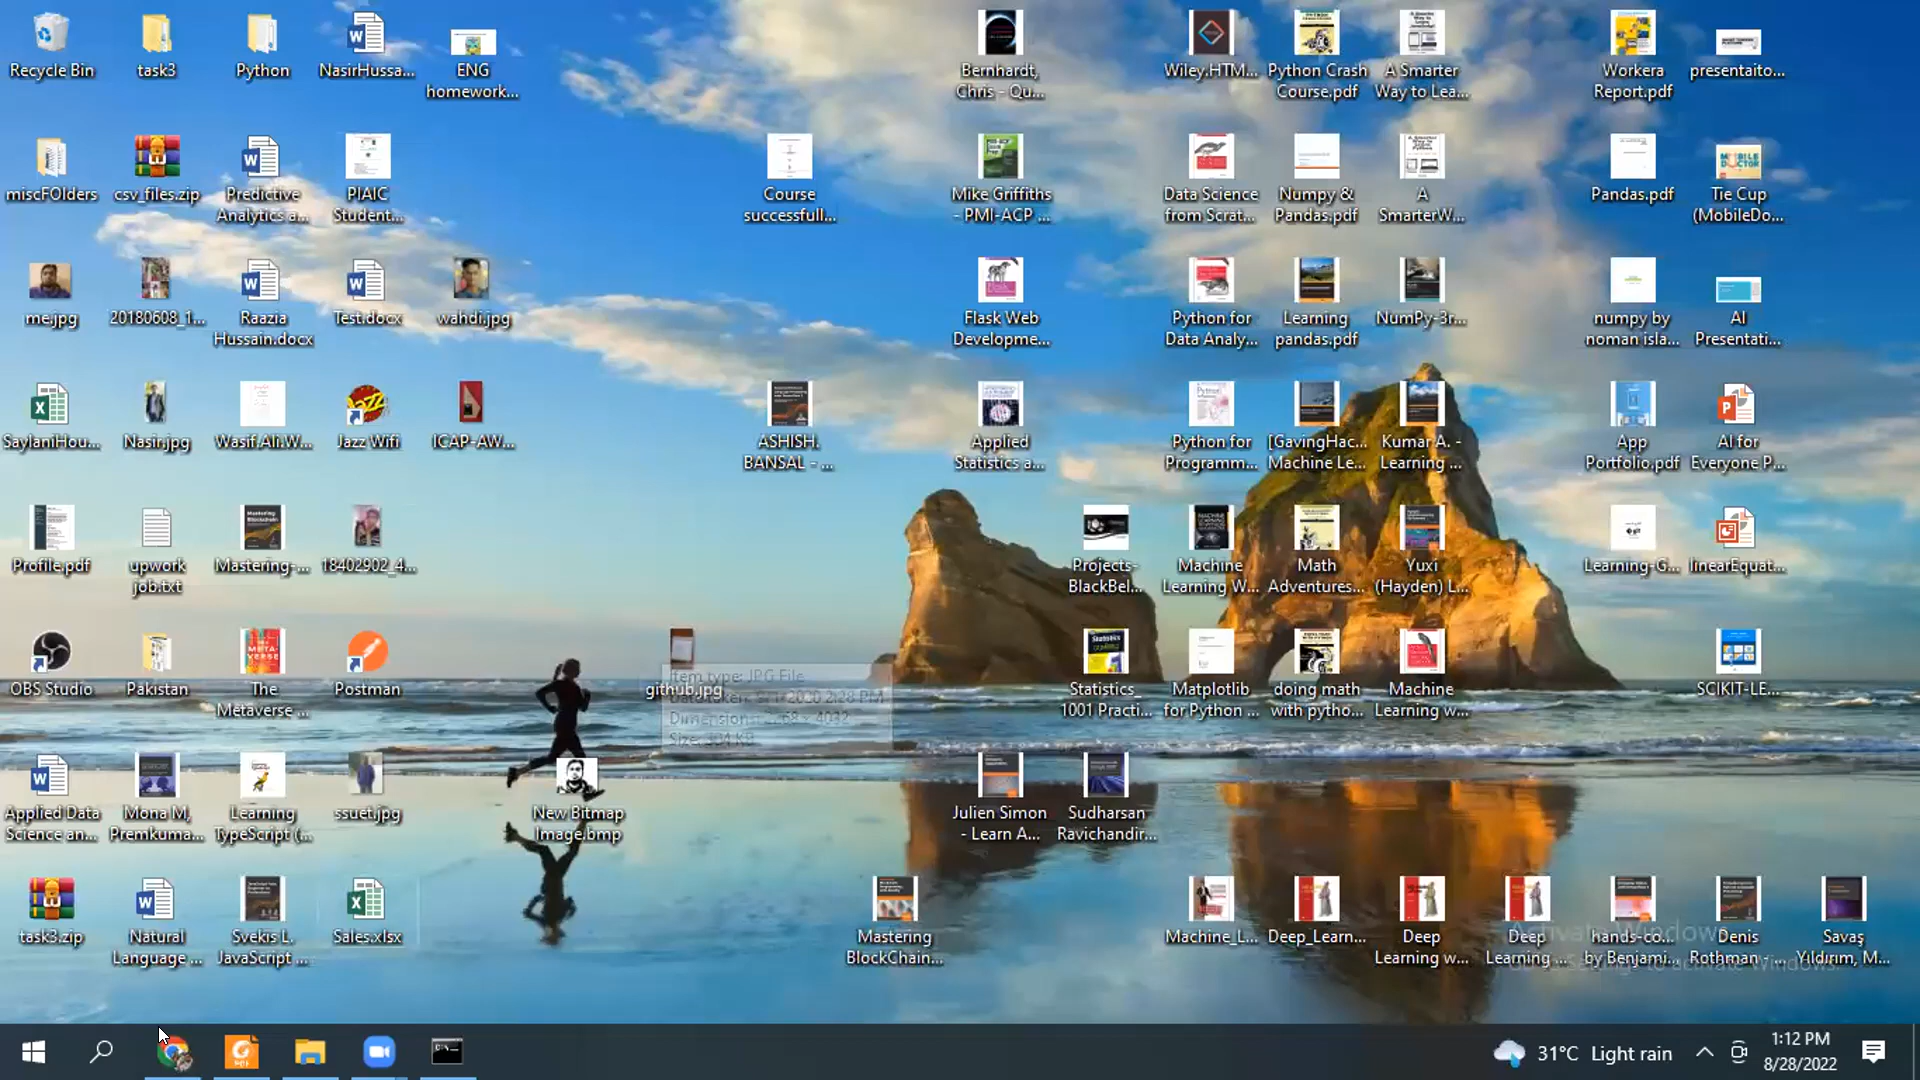 Recycle Bin
task3
Python
NasirHussa...
ENG
homework...
Bernhardt,
Chris - Qu...
Wiley.HTM...
Python Crash
Course.pdf
A Smarter
Way to Lea...
Workera
Report.pdf
presentaito...
miscFOlders
csv_files.zip
Predictive
Analytics a...
PIAIC
Student...
Course
successfull...
Mike Griffiths
- PMI-ACP ...
Data Science
from Scrat...
Numpy &
Pandas.pdf
A
SmarterW...
Pandas.pdf
Tie Cup
(MobileDo...
me.jpg
20180608_1...
Raazia
Hussain.docx
Test.docx
wahdi.jpg
Flask Web
Developme...
Python for
Data Analy...
Learning
pandas.pdf
NumPy-3r...
numpy by
noman isla...
AI
Presentati...
SaylaniHou...
Nasir.jpg
Wasif.Ali.W...
Jazz Wifi
ICAP-AW...
ASHISH.
BANSAL - ...
Applied
Statistics a...
Python for
Programm...
[GavingHac...
Machine Le...
Kumar A. -
Learning ...
App
Portfolio.pdf
AI for
Everyone P...
Profile.pdf
upwork
job.txt
Mastering-...
18402902_4...
Projects-
BlackBel...
Machine
Learning W...
Math
Adventures...
Yuxi
(Hayden) L...
Learning-G...
linearEquat...
OBS Studio
Pakistan
The
Metaverse ...
Postman
github.jpg
Item type: JPG File
Size: 304 KB
Statistics_
1001 Practi...
Matplotlib
for Python ...
doing math
with pytho...
Machine
Learning w...
SCIKIT-LE...
Applied Data
Science an...
Mona M,
Premkuma...
Learning
TypeScript (...
ssuet.jpg
New Bitmap
Image.bmp
Julien Simon
- Learn A...
Sudharsan
Ravichandir...
task3.zip
Natural
Language ...
Svekis L.
JavaScript ...
Sales.xlsx
Mastering
BlockChain...
Machine_L...
Deep_Learn...
Deep
Learning w...
Deep
Learning ...
hands-co...
by Benjami...
Denis
Rothman - ...
Savaş
Yıldırım, M...
Activate Windows
31°C Light rain
1:12 PM
8/28/2022